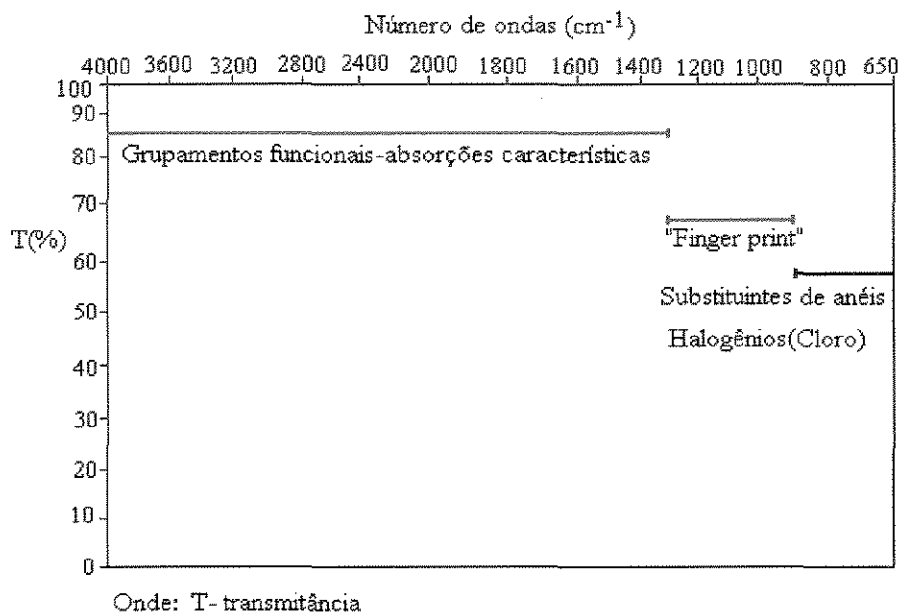 Número de ondas (cm-1)
4000 3600 3200 2800 2400 2000 1800 1600 1400 1200 1000 800 650
100
90
80
70
60
50
40
30
20
10
0
T(%)
Grupamentos funcionais-absorções características
"Finger print"
Substituintes de anéis
Halogênios(Cloro)
Onde: T- transmitância